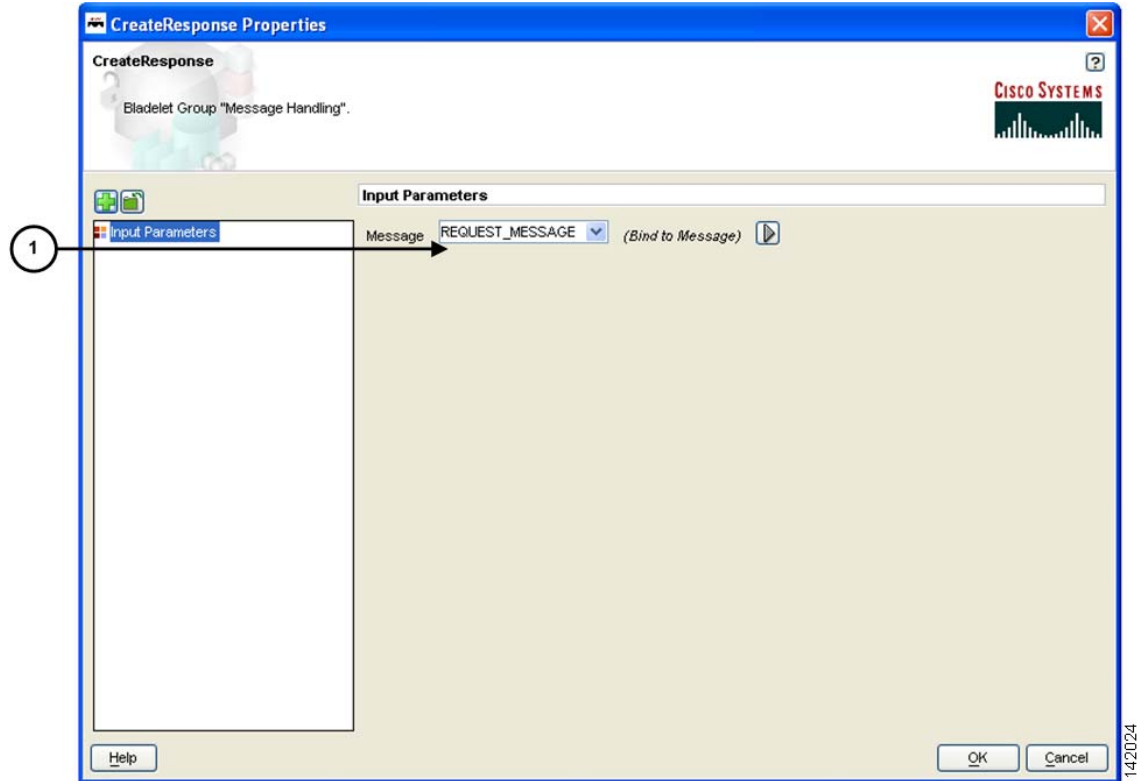 CreateResponse Properties
CreateResponse
?
Bladelet Group "Message Handling".
CISCO SYSTEMS
Input Parameters
1
Input Parameters
Message REQUEST_MESSAGE (Bind to Message)
Help
OK
Cancel
142024